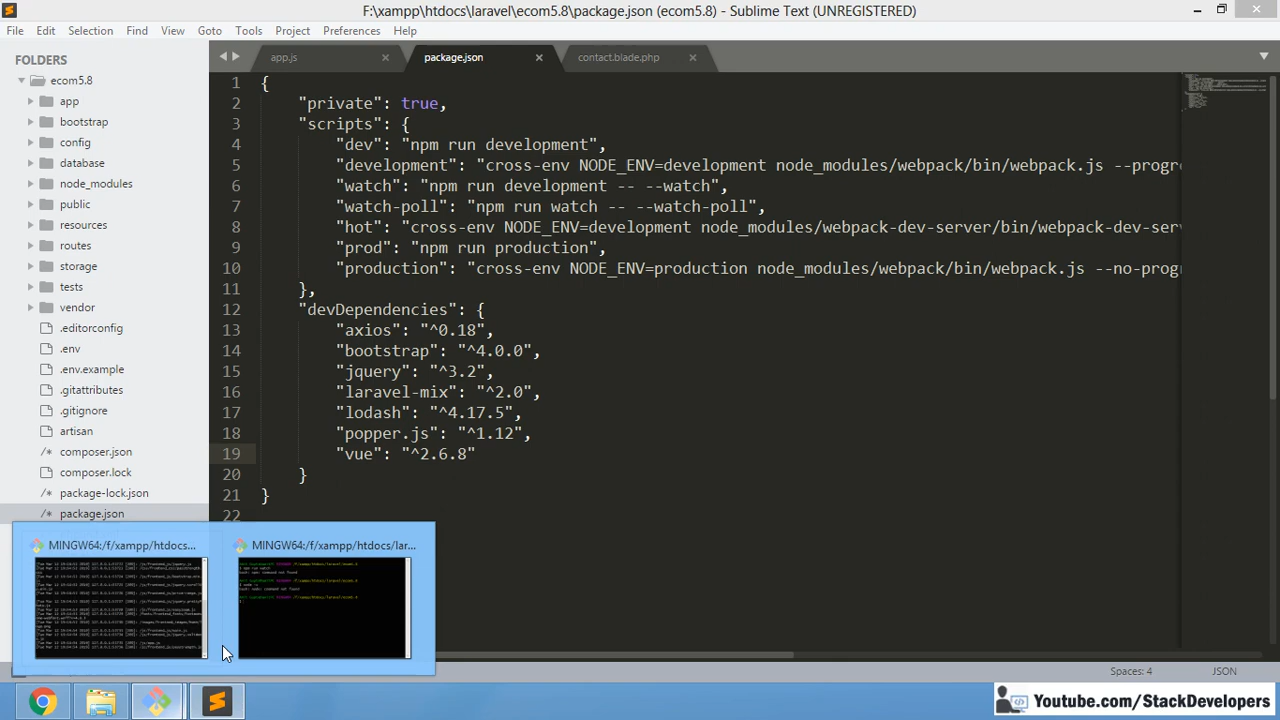 F:\xampp\htdocs\laravel\ecom5.8\package.json (ecom5.8) - Sublime Text (UNREGISTERED)
File Edit Selection Find View Goto Tools Project Preferences Help
FOLDERS
ecom5.8
app
bootstrap
config
database
node_modules
public
resources
routes
storage
tests
vendor
.editorconfig
.env
.env.example
.gitattributes
.gitignore
artisan
composer.json
composer.lock
package-lock.json
package.json
app.js package.json contact.blade.php
1 {
2 "private": true,
3 "scripts": {
4 "dev": "npm run development",
5 "development": "cross-env NODE_ENV=development node_modules/webpack/bin/webpack.js --progre
6 "watch": "npm run development -- --watch",
7 "watch-poll": "npm run watch -- --watch-poll",
8 "hot": "cross-env NODE_ENV=development node_modules/webpack-dev-server/bin/webpack-dev-serv
9 "prod": "npm run production",
10 "production": "cross-env NODE_ENV=production node_modules/webpack/bin/webpack.js --no-progr
11 },
12 "devDependencies": {
13 "axios": "^0.18",
14 "bootstrap": "^4.0.0",
15 "jquery": "^3.2",
16 "laravel-mix": "^2.0",
17 "lodash": "^4.17.5",
18 "popper.js": "^1.12",
19 "vue": "^2.6.8"
20 }
21 }
22
MINGW64:/f/xampp/htdocs... MINGW64:/f/xampp/htdocs/lar...
Spaces: 4 JSON
Youtube.com/StackDevelopers